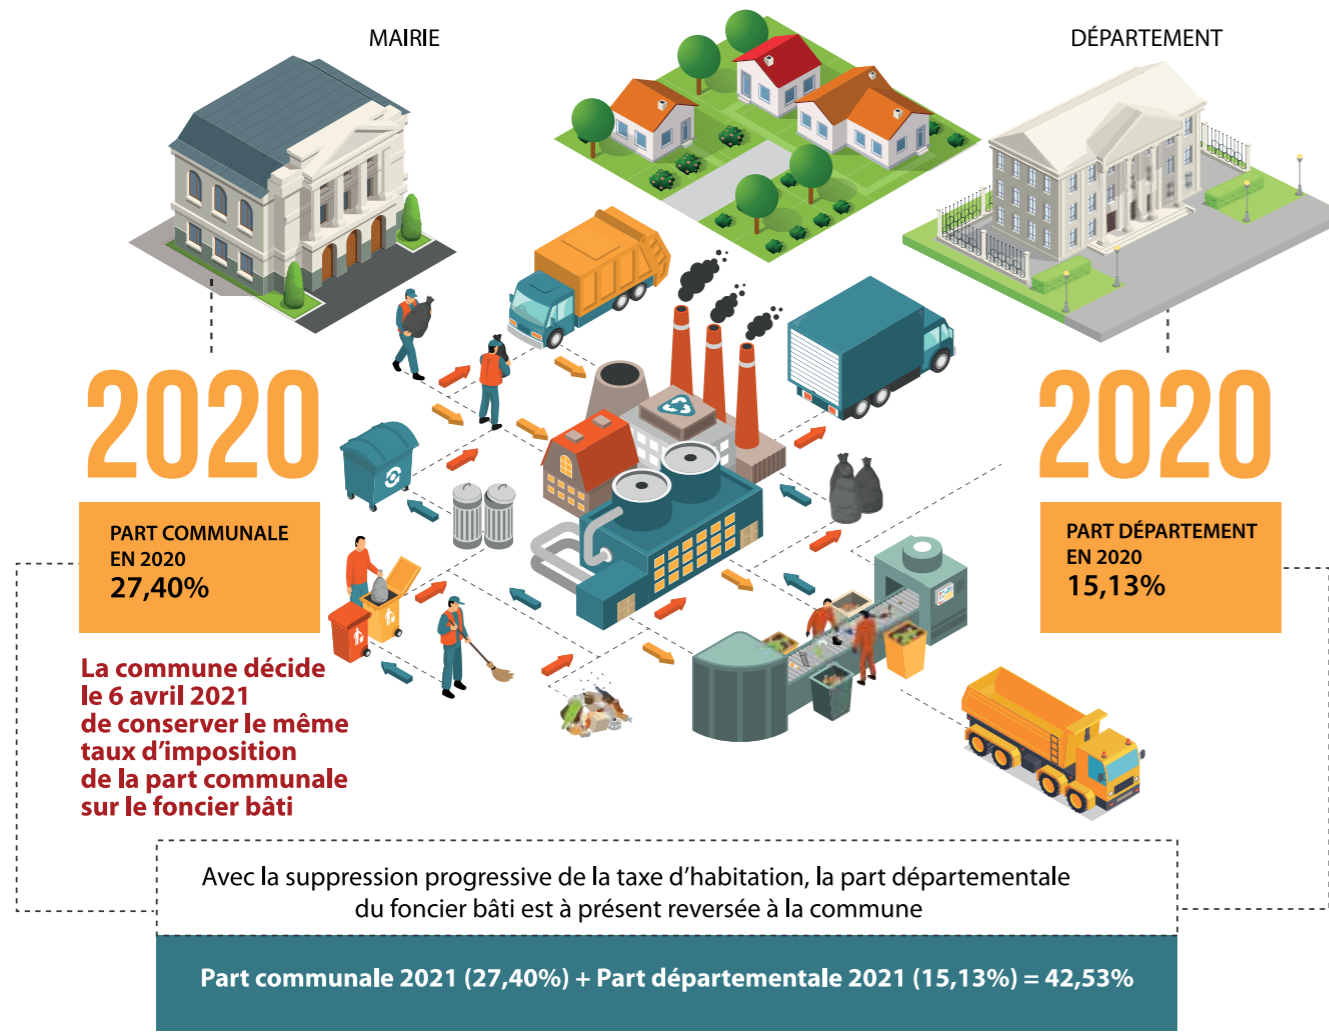 MAIRIE
DÉPARTEMENT
2020
PART COMMUNALE
EN 2020
27,40%
La commune décide
le 6 avril 2021
de conserver le même
taux d’imposition
de la part communale
sur le foncier bâti
2020
PART DÉPARTEMENT
EN 2020
15,13%
Avec la suppression progressive de la taxe d’habitation, la part départementale
du foncier bâti est à présent reversée à la commune
Part communale 2021 (27,40%) + Part départementale 2021 (15,13%) = 42,53%